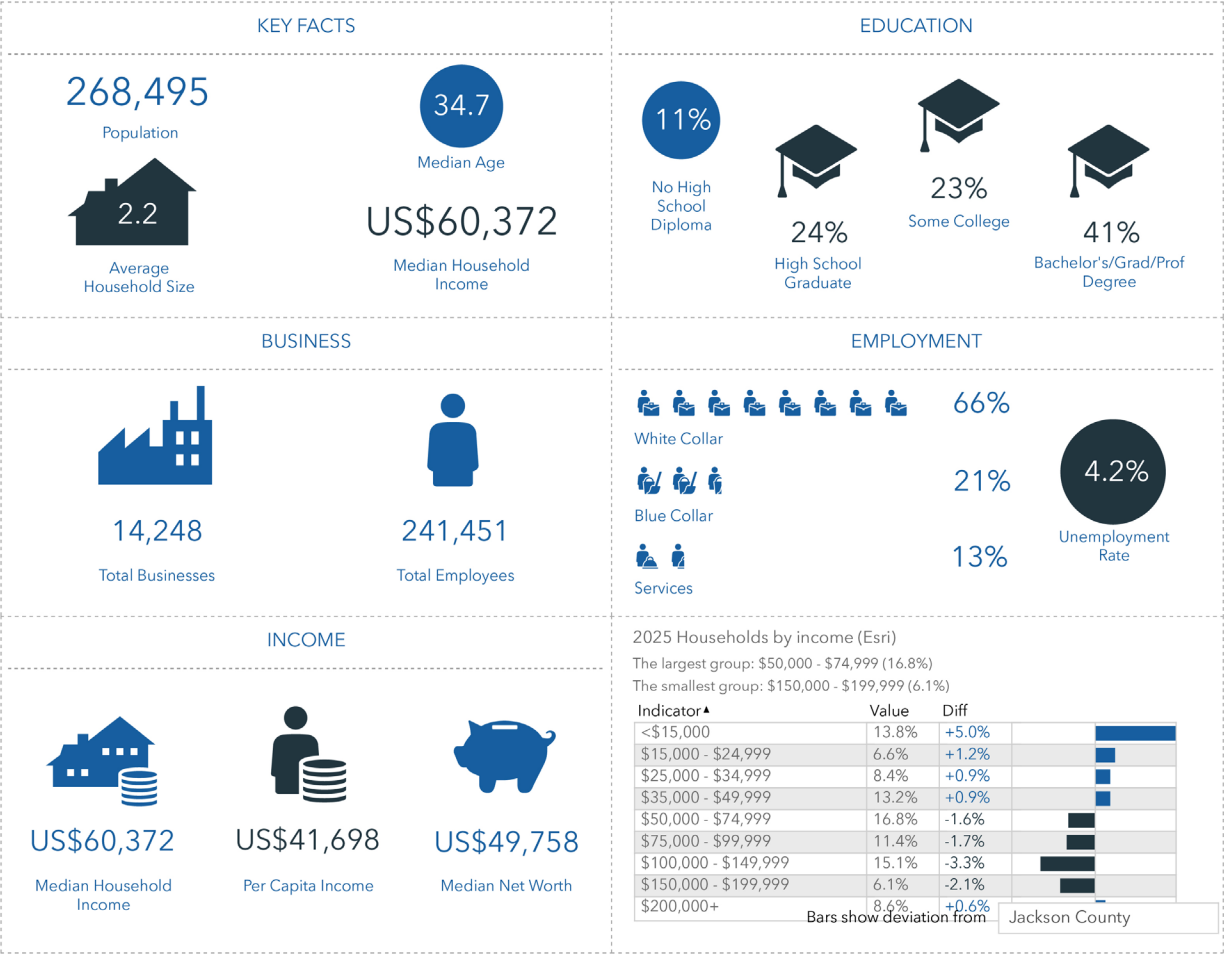 KEY FACTS
268,495
Population
34.7
Median Age
2.2
Average
Household Size
US$60,372
Median Household
Income
EDUCATION
11%
No High
School
Diploma
24%
High School
Graduate
23%
Some College
41%
Bachelor's/Grad/Prof
Degree
BUSINESS
14,248
Total Businesses
241,451
Total Employees
EMPLOYMENT
66%
White Collar
21%
Blue Collar
13%
Services
4.2%
Unemployment
Rate
INCOME
US$60,372
Median Household
Income
US$41,698
Per Capita Income
US$49,758
Median Net Worth
2025 Households by income (Esri)
The largest group: $50,000 - $74,999 (16.8%)
The smallest group: $150,000 - $199,999 (6.1%)
Indicator▲ Value Diff
<$15,000 13.8% +5.0%
$15,000 - $24,999 6.6% +1.2%
$25,000 - $34,999 8.4% +0.9%
$35,000 - $49,999 13.2% +0.9%
$50,000 - $74,999 16.8% -1.6%
$75,000 - $99,999 11.4% -1.7%
$100,000 - $149,999 15.1% -3.3%
$150,000 - $199,999 6.1% -2.1%
$200,000+ 8.6% +0.6%
Bars show deviation from Jackson County